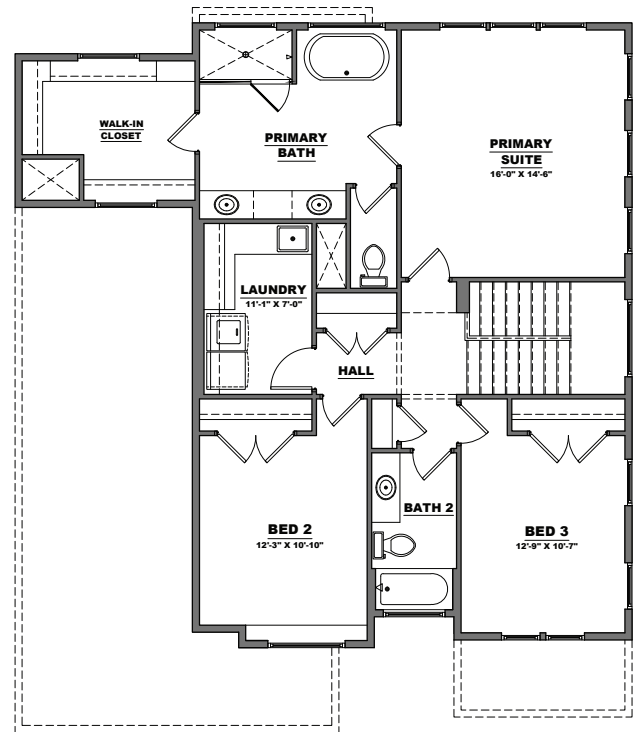 WALK-IN
CLOSET
PRIMARY
BATH
PRIMARY
SUITE
16'-0" X 14'-6"
LAUNDRY
11'-1" X 7'-0"
HALL
BED 2
12'-3" X 10'-10"
BATH 2
BED 3
12'-9" X 10'-7"